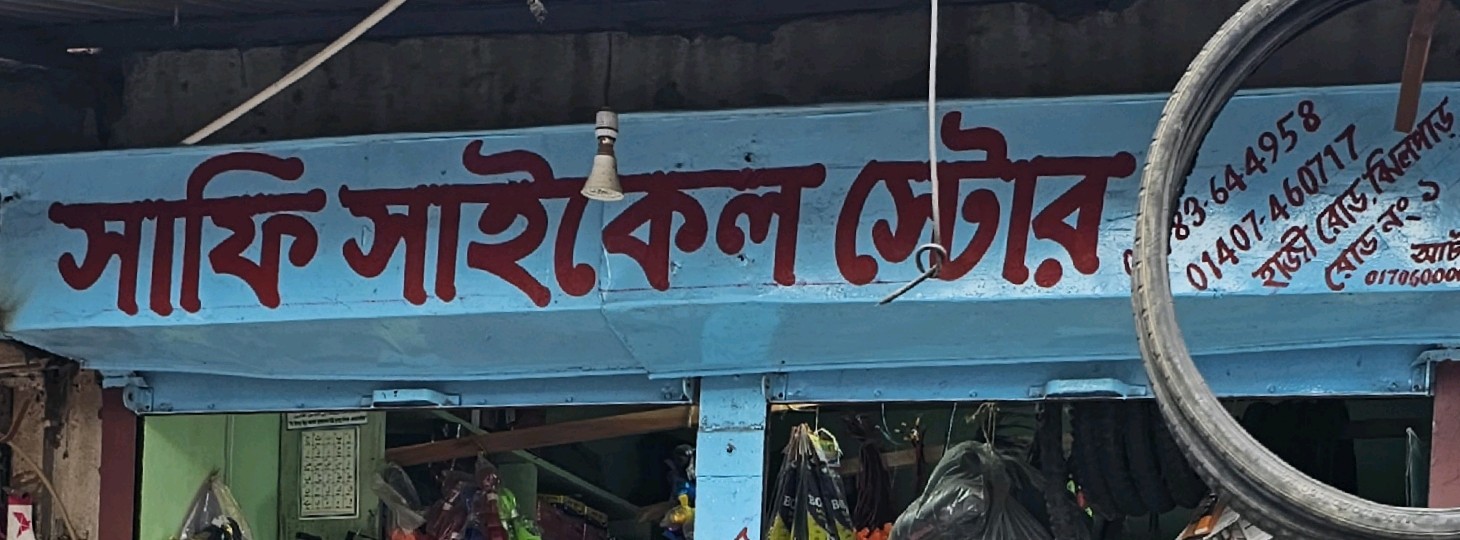 সাফি সাইকেল স্টোর
83-644958
01407-460717
হাজী রোড, ঝিলপাড়
রোড নং ১